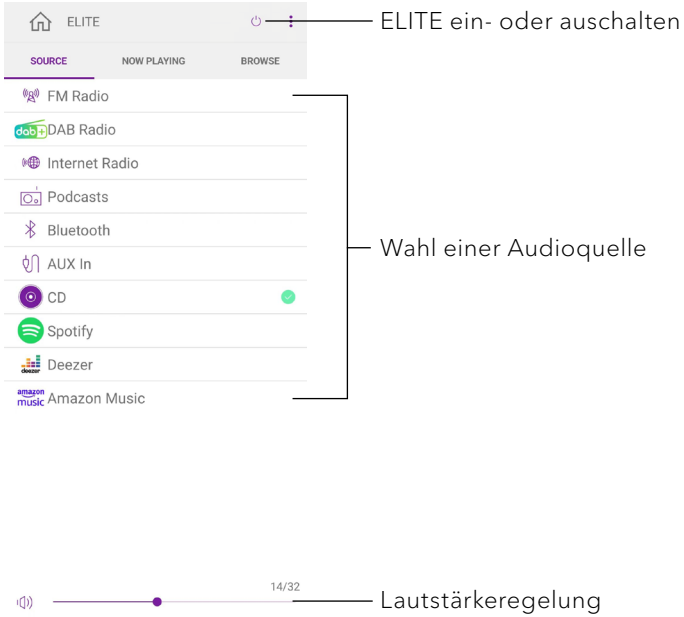 ELITE
ELITE ein- oder auschalten
SOURCE NOW PLAYING BROWSE
FM Radio
dab+ DAB Radio
Internet Radio
Podcasts
Bluetooth
Wahl einer Audioquelle
AUX In
CD
Spotify
deezer Deezer
amazon music Amazon Music
14/32
Lautstärkeregelung